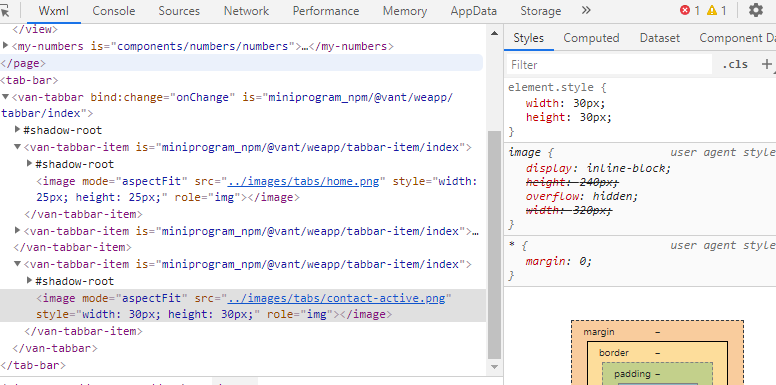 Wxml Console Sources Network Performance Memory AppData Storage » 1 1
</view>
<my-numbers is="components/numbers/numbers">…</my-numbers>
</page>
<tab-bar>
<van-tabbar bind:change="onChange" is="miniprogram_npm/@vant/weapp/
tabbar/index">
#shadow-root
<van-tabbar-item is="miniprogram_npm/@vant/weapp/tabbar-item/index">
#shadow-root
<image mode="aspectFit" src="../images/tabs/home.png" style="width:
25px; height: 25px;" role="img"></image>
</van-tabbar-item>
<van-tabbar-item is="miniprogram_npm/@vant/weapp/tabbar-item/index">…
</van-tabbar-item>
<van-tabbar-item is="miniprogram_npm/@vant/weapp/tabbar-item/index">
#shadow-root
<image mode="aspectFit" src="../images/tabs/contact-active.png"
style="width: 30px; height: 30px;" role="img"></image>
</van-tabbar-item>
</van-tabbar>
</tab-bar>
Styles Computed Dataset Component Da
Filter .cls +
element.style {
width: 30px;
height: 30px;
}
image { user agent style
display: inline-block;
height: 240px;
overflow: hidden;
width: 320px;
}
* { user agent style
margin: 0;
}
margin –
border –
padding –